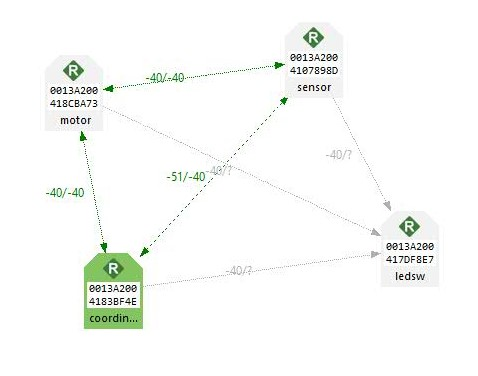 R
0013A200
4107898D
sensor
R
0013A200
418CBA73
motor
-40/-40
-40/?
-40/?
-51/-40
-40/-40
R
0013A200
417DF8E7
ledsw
-40/?
R
0013A200
4183BF4E
coordin...